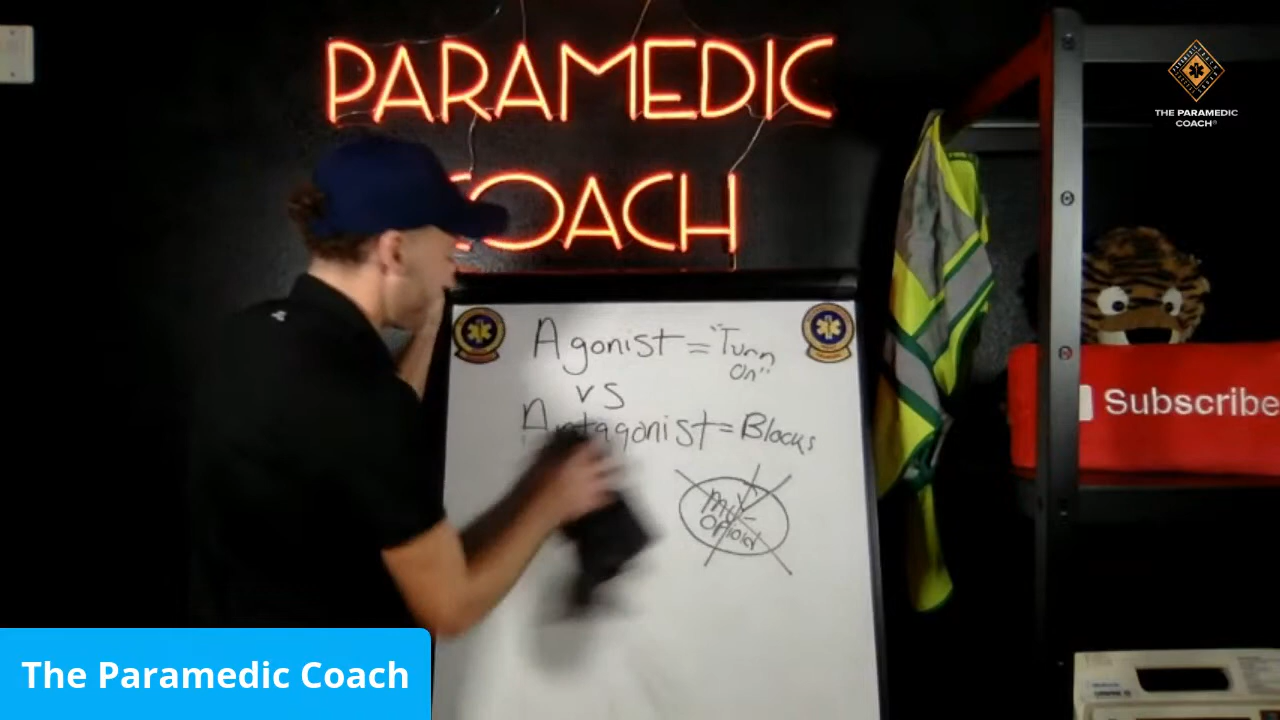 PARAMEDIC
COACH
THE PARAMEDIC
COACH®
Agonist = "Turn
On"
vs
Antagonist = Blocks
mu-
opioid
Subscribe
The Paramedic Coach